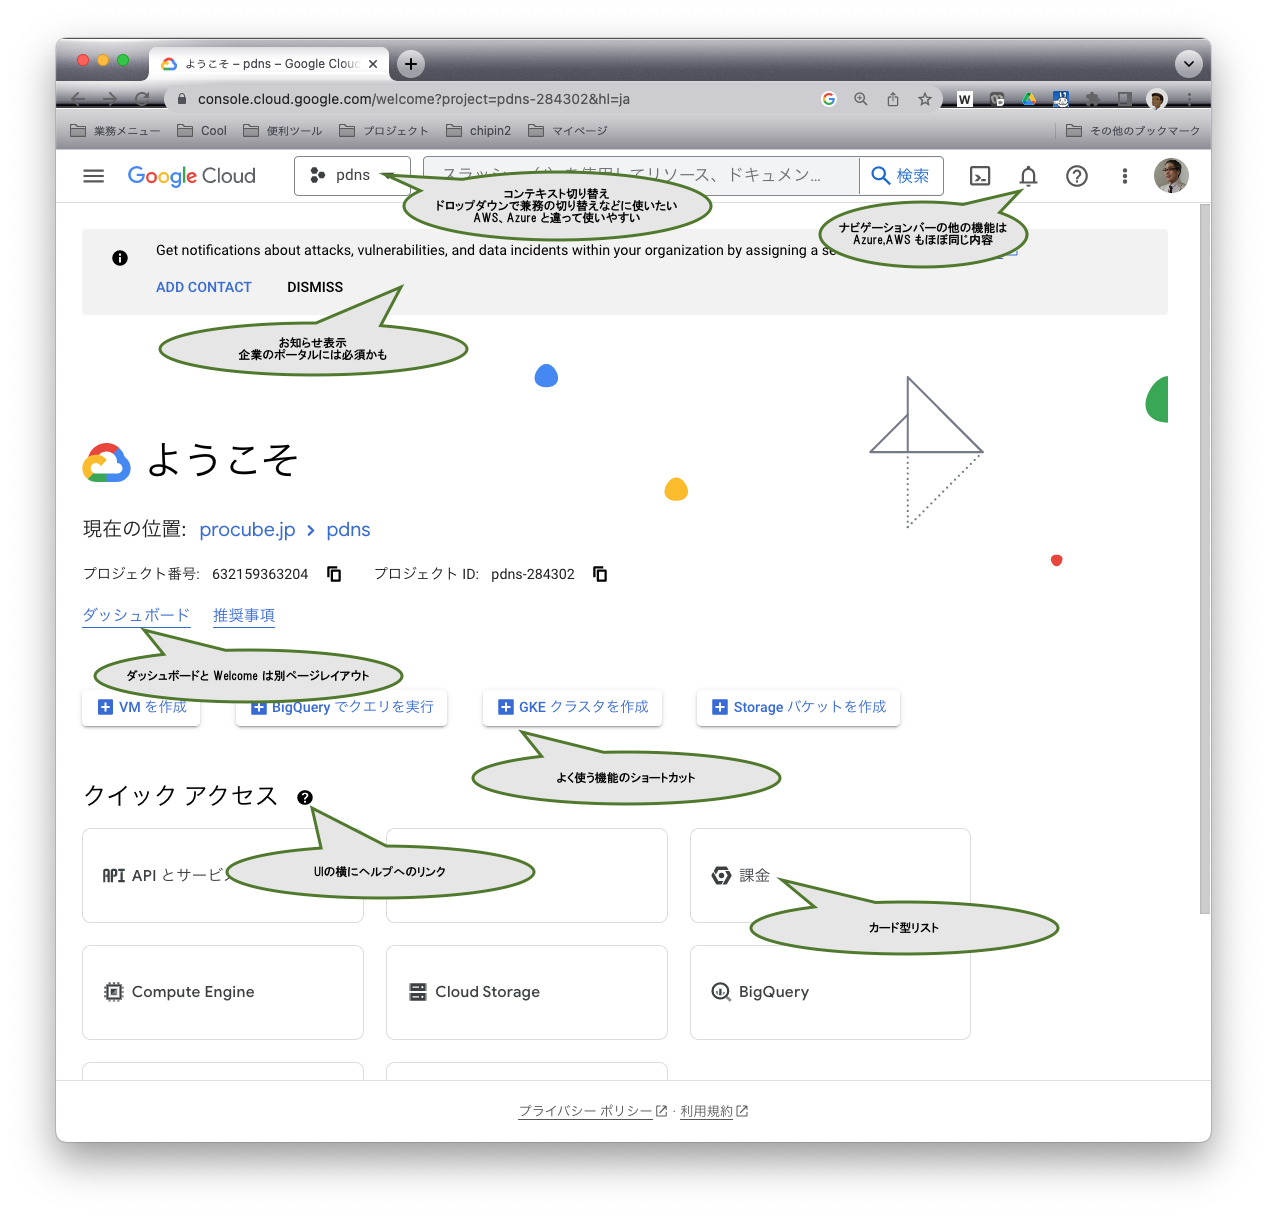 ようこそ – pdns – Google Cloud
console.cloud.google.com/welcome?project=pdns-284302&hl=ja
業務メニュー Cool 便利ツール プロジェクト chipin2 マイページ その他のブックマーク
Google Cloud pdns スラッシュ(/)を使用してリソース、ドキュメン... 検索
コンテキスト切り替え
ドロップダウンで兼務の切り替えなどに使いたい
AWS、Azure と違って使いやすい
ナビゲーションバーの他の機能は
Azure,AWS もほぼ同じ内容
Get notifications about attacks, vulnerabilities, and data incidents within your organization by assigning a
ADD CONTACT DISMISS
お知らせ表示
企業のポータルには必須かも
ようこそ
現在の位置: procube.jp > pdns
プロジェクト番号: 632159363204 プロジェクト ID: pdns-284302
ダッシュボード 推奨事項
ダッシュボードと Welcome は別ページレイアウト
VM を作成 BigQuery でクエリを実行 GKE クラスタを作成 Storage バケットを作成
よく使う機能のショートカット
クイック アクセス
UIの横にヘルプへのリンク
API API とサービ 課金
カード型リスト
Compute Engine Cloud Storage BigQuery
プライバシー ポリシー · 利用規約